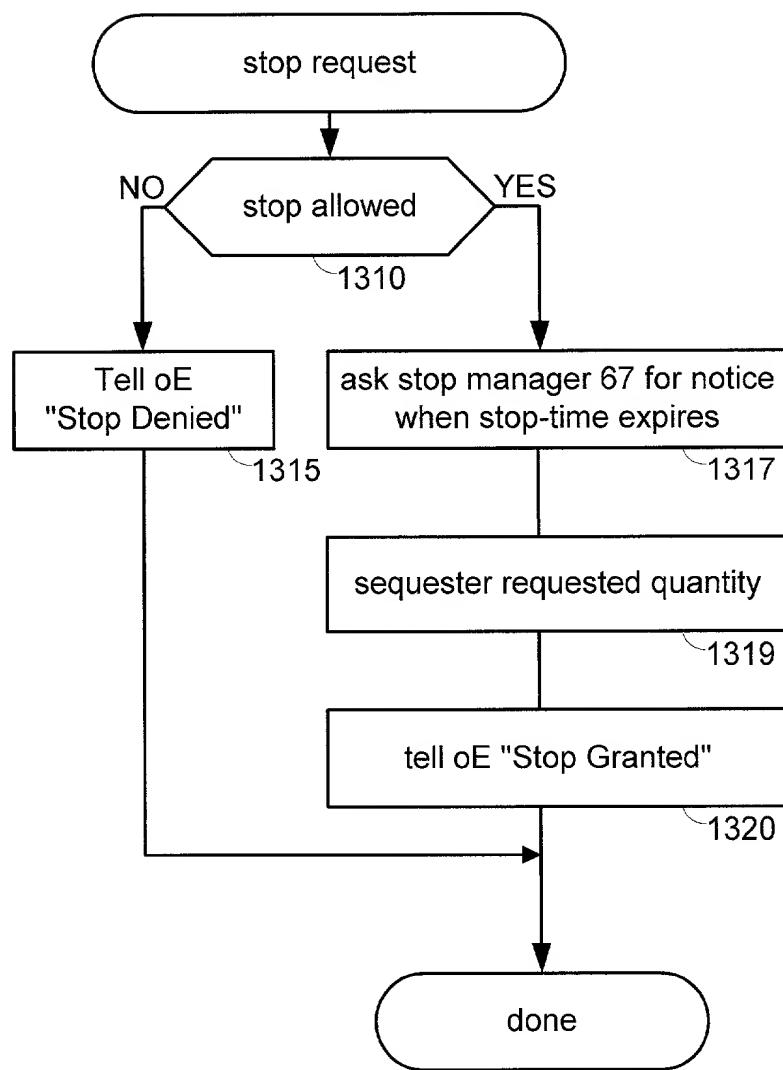 stop request
NO
YES
stop allowed
1310
Tell oE
"Stop Denied"
1315
ask stop manager 67 for notice
when stop-time expires
1317
sequester requested quantity
1319
tell oE "Stop Granted"
1320
done